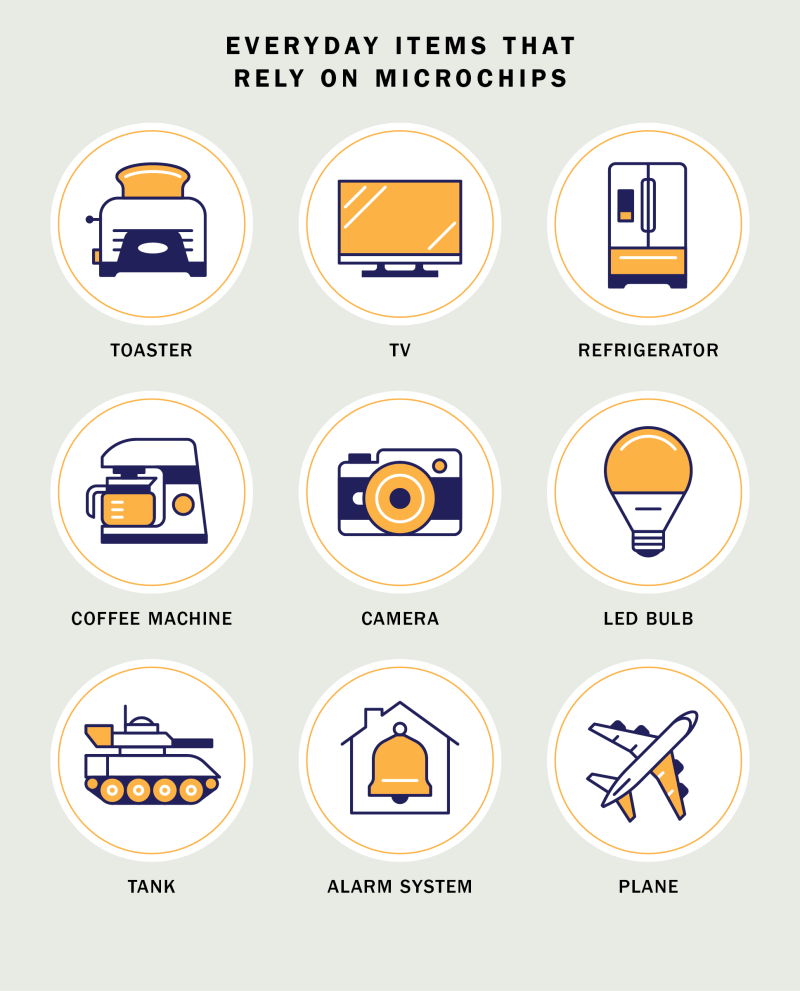 EVERYDAY ITEMS THAT
RELY ON MICROCHIPS
TOASTER
TV
REFRIGERATOR
COFFEE MACHINE
CAMERA
LED BULB
TANK
ALARM SYSTEM
PLANE